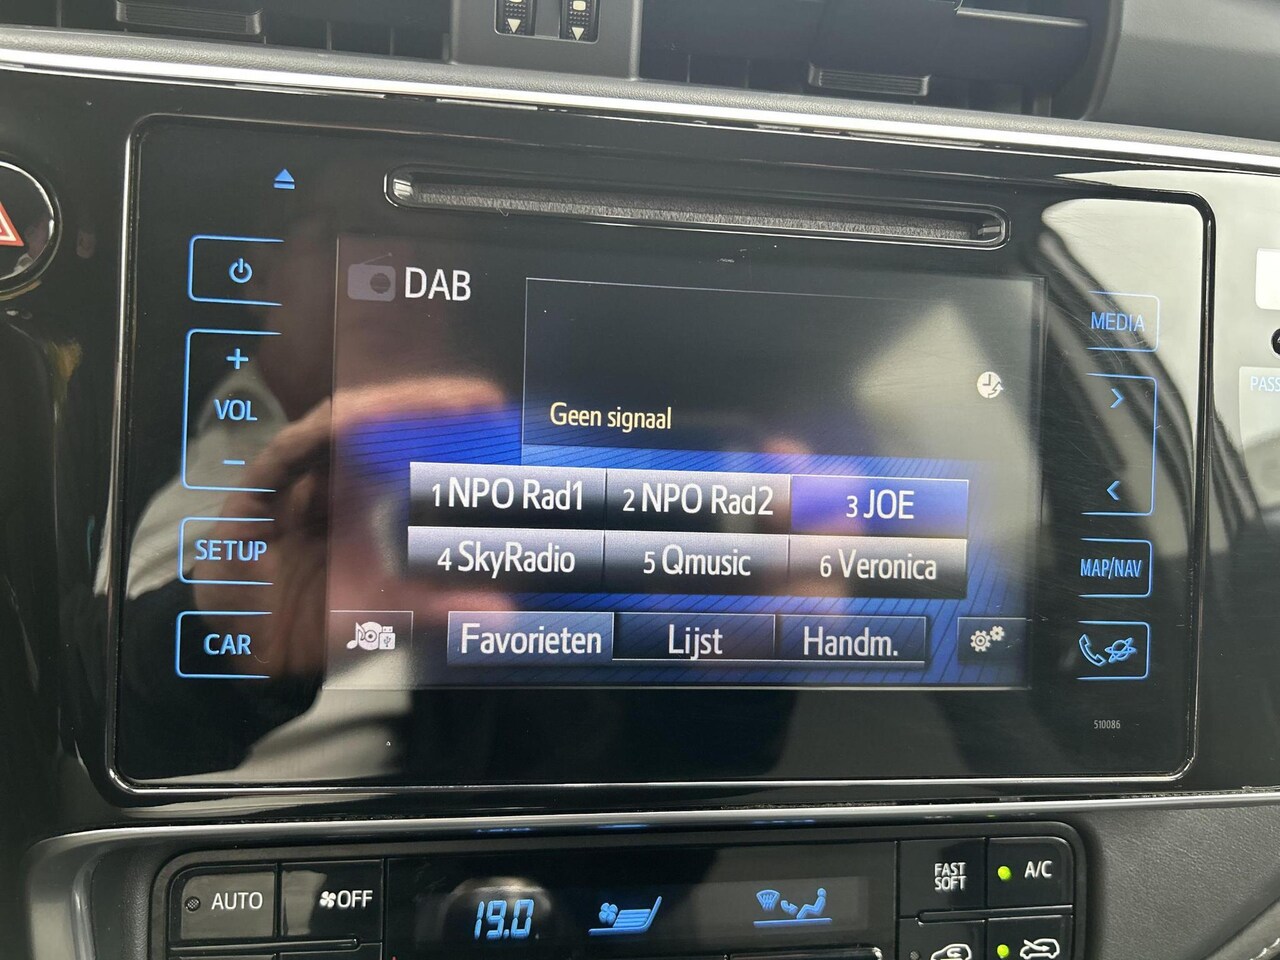 DAB
MEDIA
PASS
+
VOL
−
Geen signaal
1 NPO Rad1
2 NPO Rad2
3 JOE
SETUP
4 SkyRadio
5 Qmusic
6 Veronica
MAP/NAV
CAR
Favorieten
Lijst
Handm.
510086
AUTO
OFF
19.0
FAST
SOFT
A/C